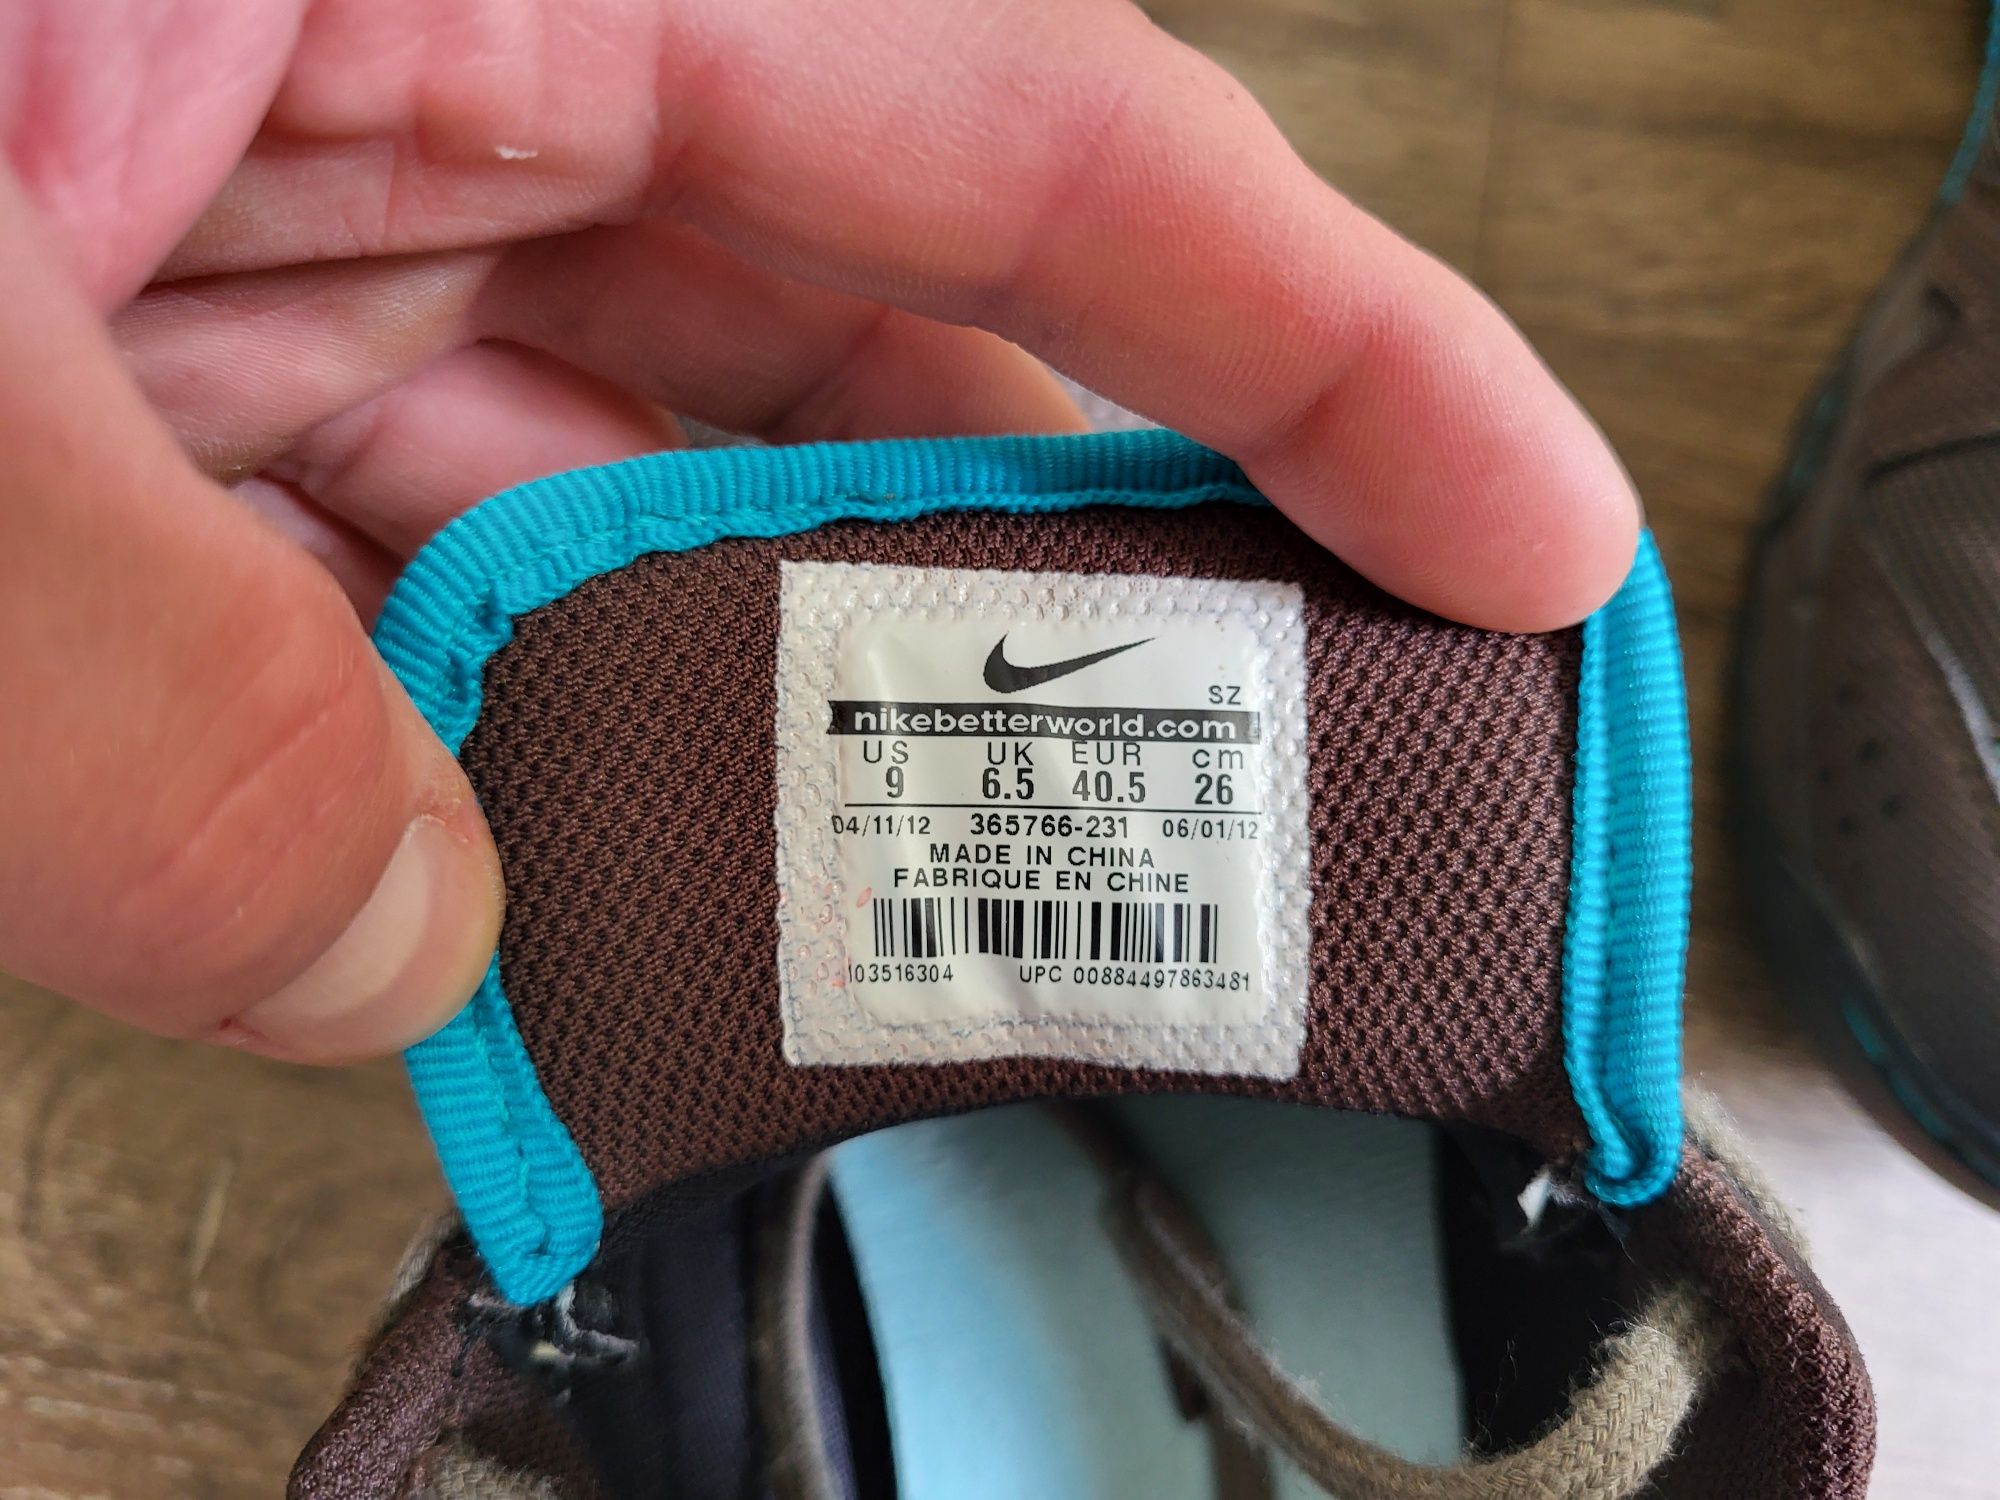 SZ
nikebetterworld.com
US UK EUR cm
9 6.5 40.5 26
04/11/12 365766-231 06/01/12
MADE IN CHINA
FABRIQUE EN CHINE
103516304 UPC 00884497863481